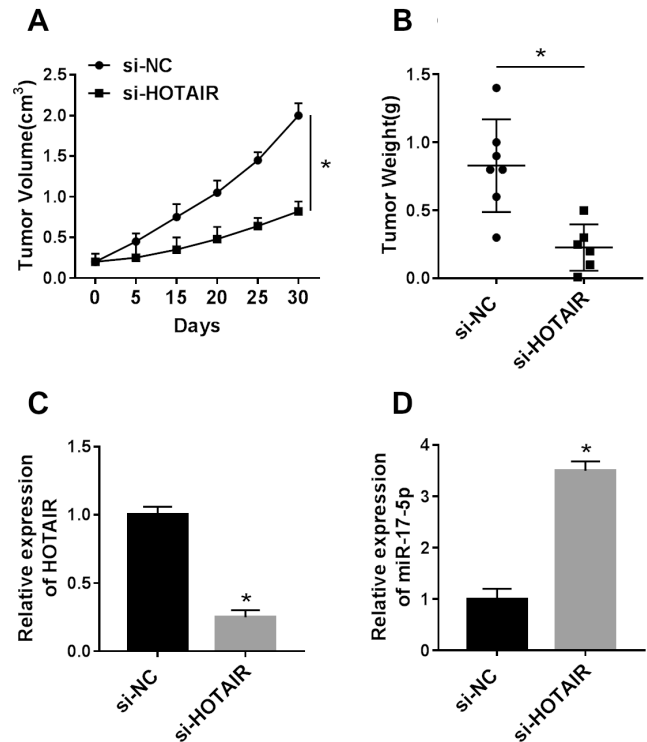 A
si-NC
si-HOTAIR
Tumor Volume(cm3)
2.5
2.0
1.5
1.0
0.5
0.0
*
0 5 15 20 25 30
Days
B
*
Tumor Weight(g)
1.5
1.0
0.5
0.0
si-NC
si-HOTAIR
C
Relative expression
of HOTAIR
1.5
1.0
0.5
0.0
*
si-NC
si-HOTAIR
D
Relative expression
of miR-17-5p
4
3
2
1
0
*
si-NC
si-HOTAIR